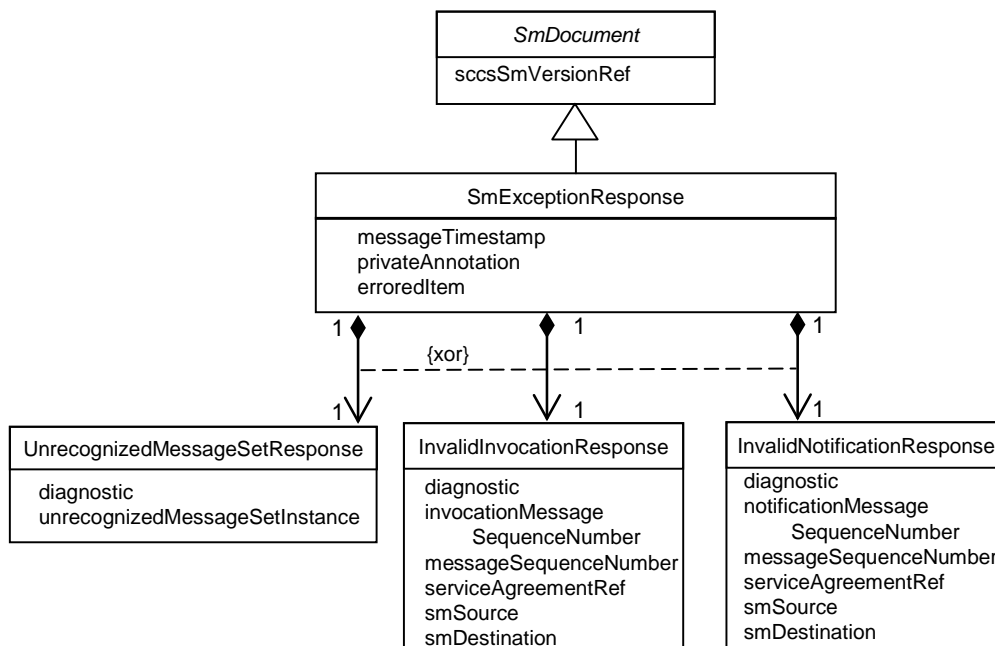 SmDocument
sccsSmVersionRef
SmExceptionResponse
messageTimestamp
privateAnnotation
erroredItem
1
1
1
{xor}
1
1
1
UnrecognizedMessageSetResponse
diagnostic
unrecognizedMessageSetInstance
InvalidInvocationResponse
diagnostic
invocationMessage
SequenceNumber
messageSequenceNumber
serviceAgreementRef
smSource
smDestination
InvalidNotificationResponse
diagnostic
notificationMessage
SequenceNumber
messageSequenceNumber
serviceAgreementRef
smSource
smDestination